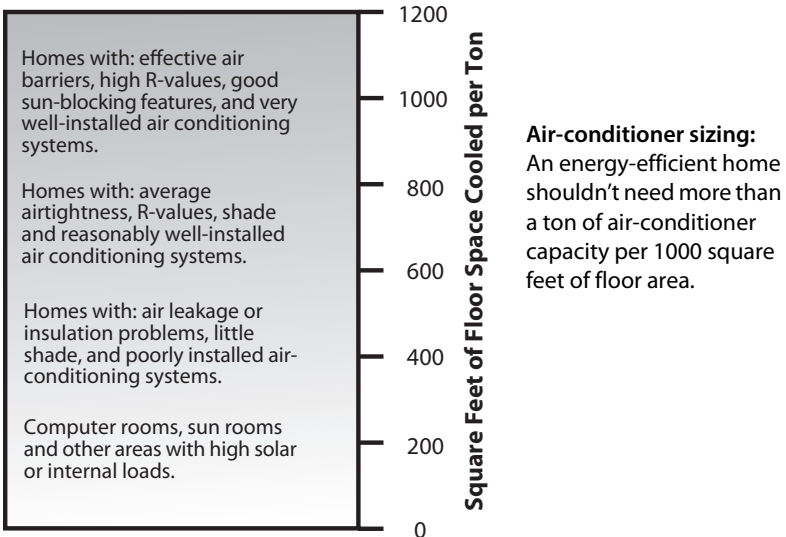 Homes with: effective air
barriers, high R-values, good
sun-blocking features, and very
well-installed air conditioning
systems.
Homes with: average
airtightness, R-values, shade
and reasonably well-installed
air conditioning systems.
Homes with: air leakage or
insulation problems, little
shade, and poorly installed air-
conditioning systems.
Computer rooms, sun rooms
and other areas with high solar
or internal loads.
1200
1000
800
600
400
200
0
Square Feet of Floor Space Cooled per Ton
Air-conditioner sizing:
An energy-efficient home
shouldn’t need more than
a ton of air-conditioner
capacity per 1000 square
feet of floor area.